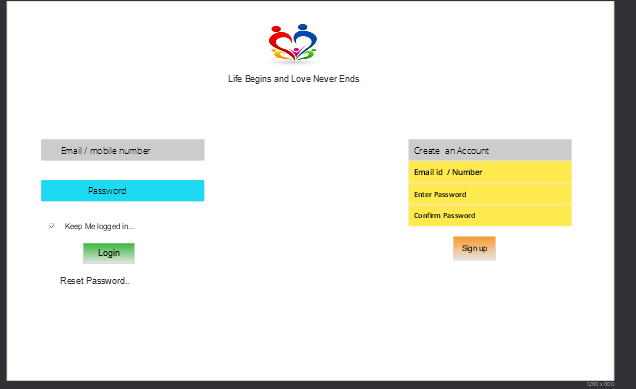 Life Begins and Love Never Ends
Email / mobile number
Password
Keep Me logged in...
Login
Reset Password..
Create an Account
Email id / Number
Enter Password
Confirm Password
Sign up
1280 x 800